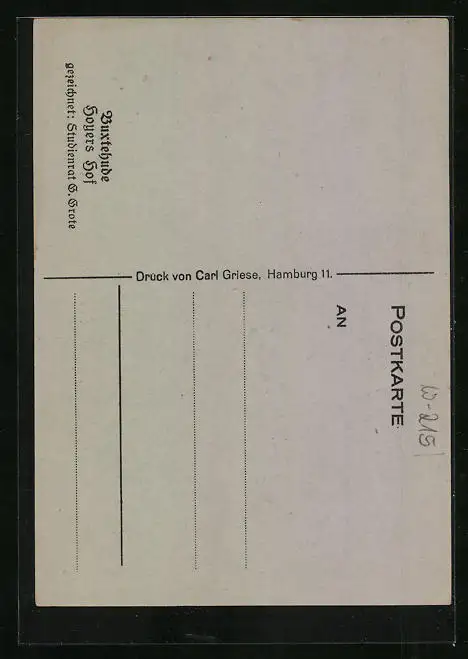 Buxtehude
Hoyers Hof
gezeichnet: Studienrat G. Grote
Druck von Carl Griese, Hamburg 11.
POSTKARTE
AN
W-215